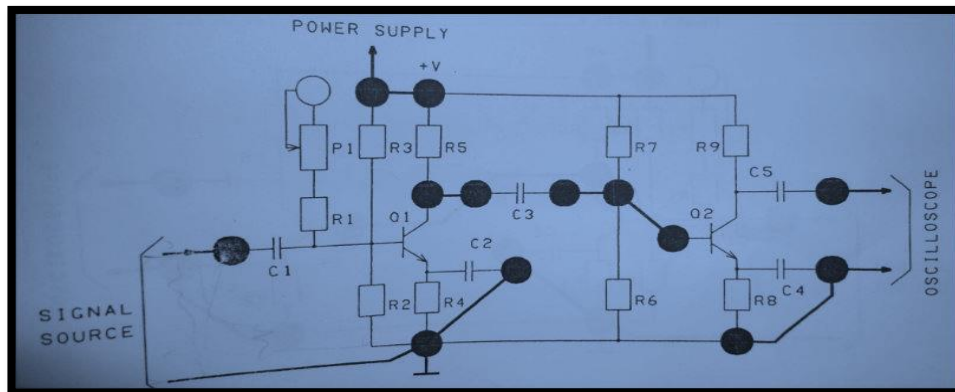 POWER SUPPLY
+V
P1
R3
R5
R7
R9
C5
R1
Q1
C3
Q2
C1
C2
C4
R2
R4
R6
R8
SIGNAL
SOURCE
OSCILLOSCOPE